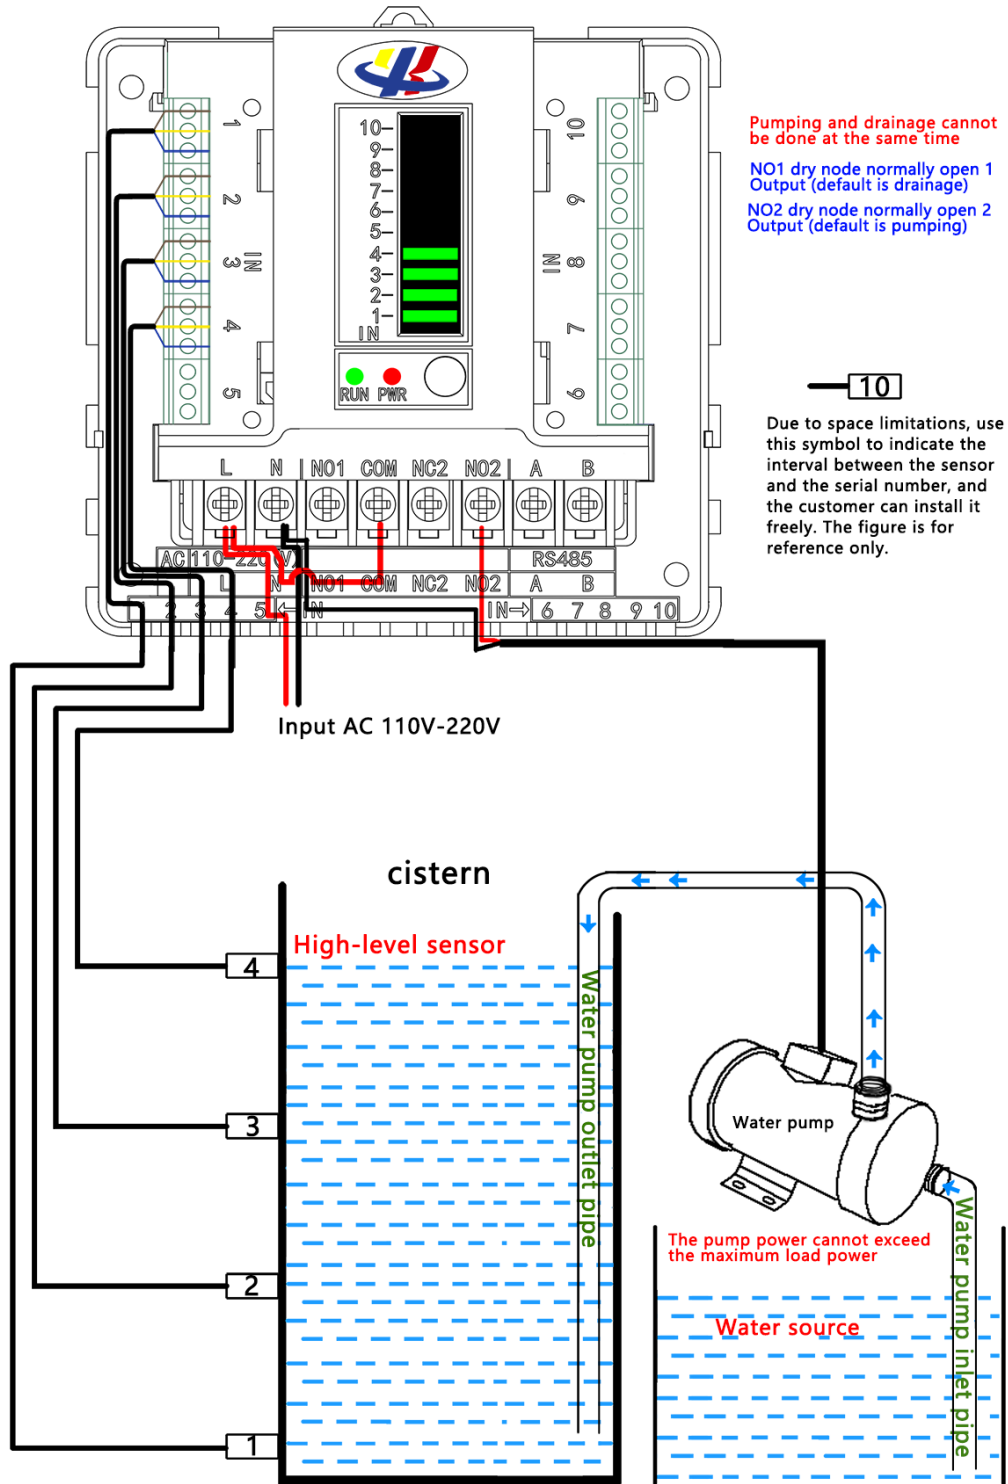 10-
9-
8-
7-
6-
5-
4-
3-
2-
1-
IN
RUN PWR
1
2
3
IN
4
5
10
9
8
IN
7
6
L N NO1 COM NC2 NO2 A B
AC 110-220V
RS485
L N NO1 COM NC2 NO2 A B
1 2 3 4 5 ←IN
IN→ 6 7 8 9 10
Pumping and drainage cannot
be done at the same time
NO1 dry node normally open 1
Output (default is drainage)
NO2 dry node normally open 2
Output (default is pumping)
10
Due to space limitations, use
this symbol to indicate the
interval between the sensor
and the serial number, and
the customer can install it
freely. The figure is for
reference only.
Input AC 110V-220V
cistern
High-level sensor
4
3
2
1
Water pump outlet pipe
Water pump
The pump power cannot exceed
the maximum load power
Water source
Water pump inlet pipe